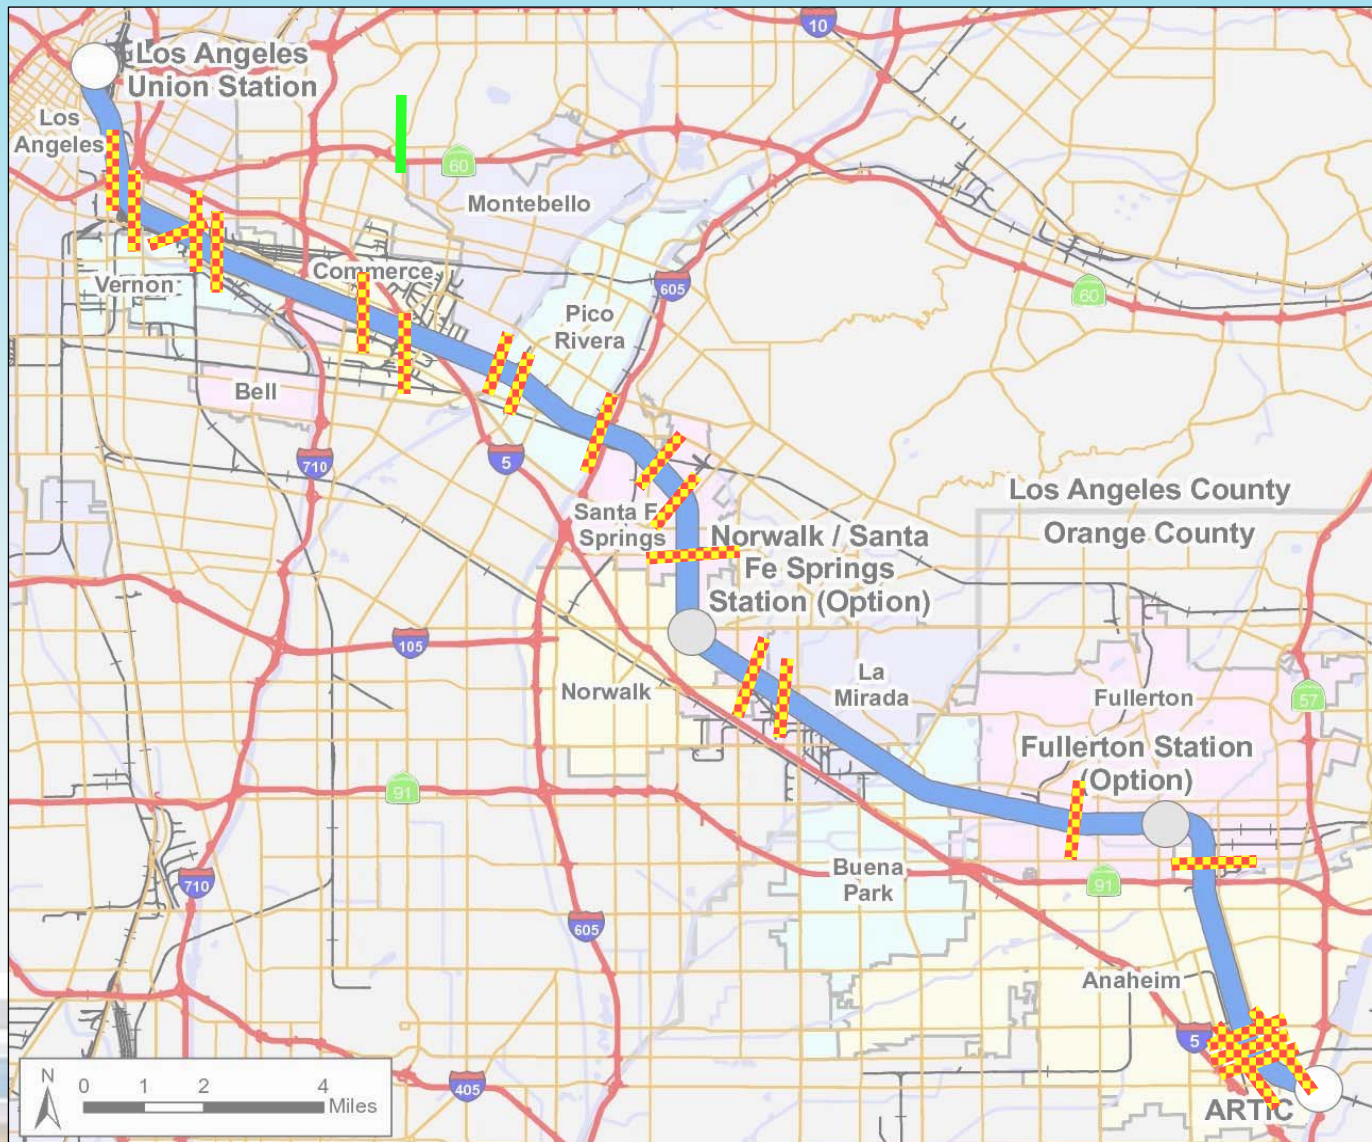 10
Los Angeles
Union Station
Los
Angeles
60
Montebello
Commerce
Vernon
605
60
Pico
Rivera
Bell
710
5
Los Angeles County
Orange County
Santa F
Springs
Norwalk / Santa
Fe Springs
Station (Option)
105
Norwalk
La
Mirada
Fullerton
57
Fullerton Station
(Option)
91
710
Buena
Park
91
605
Anaheim
5
N
0 1 2 4
Miles
405
ARTIC